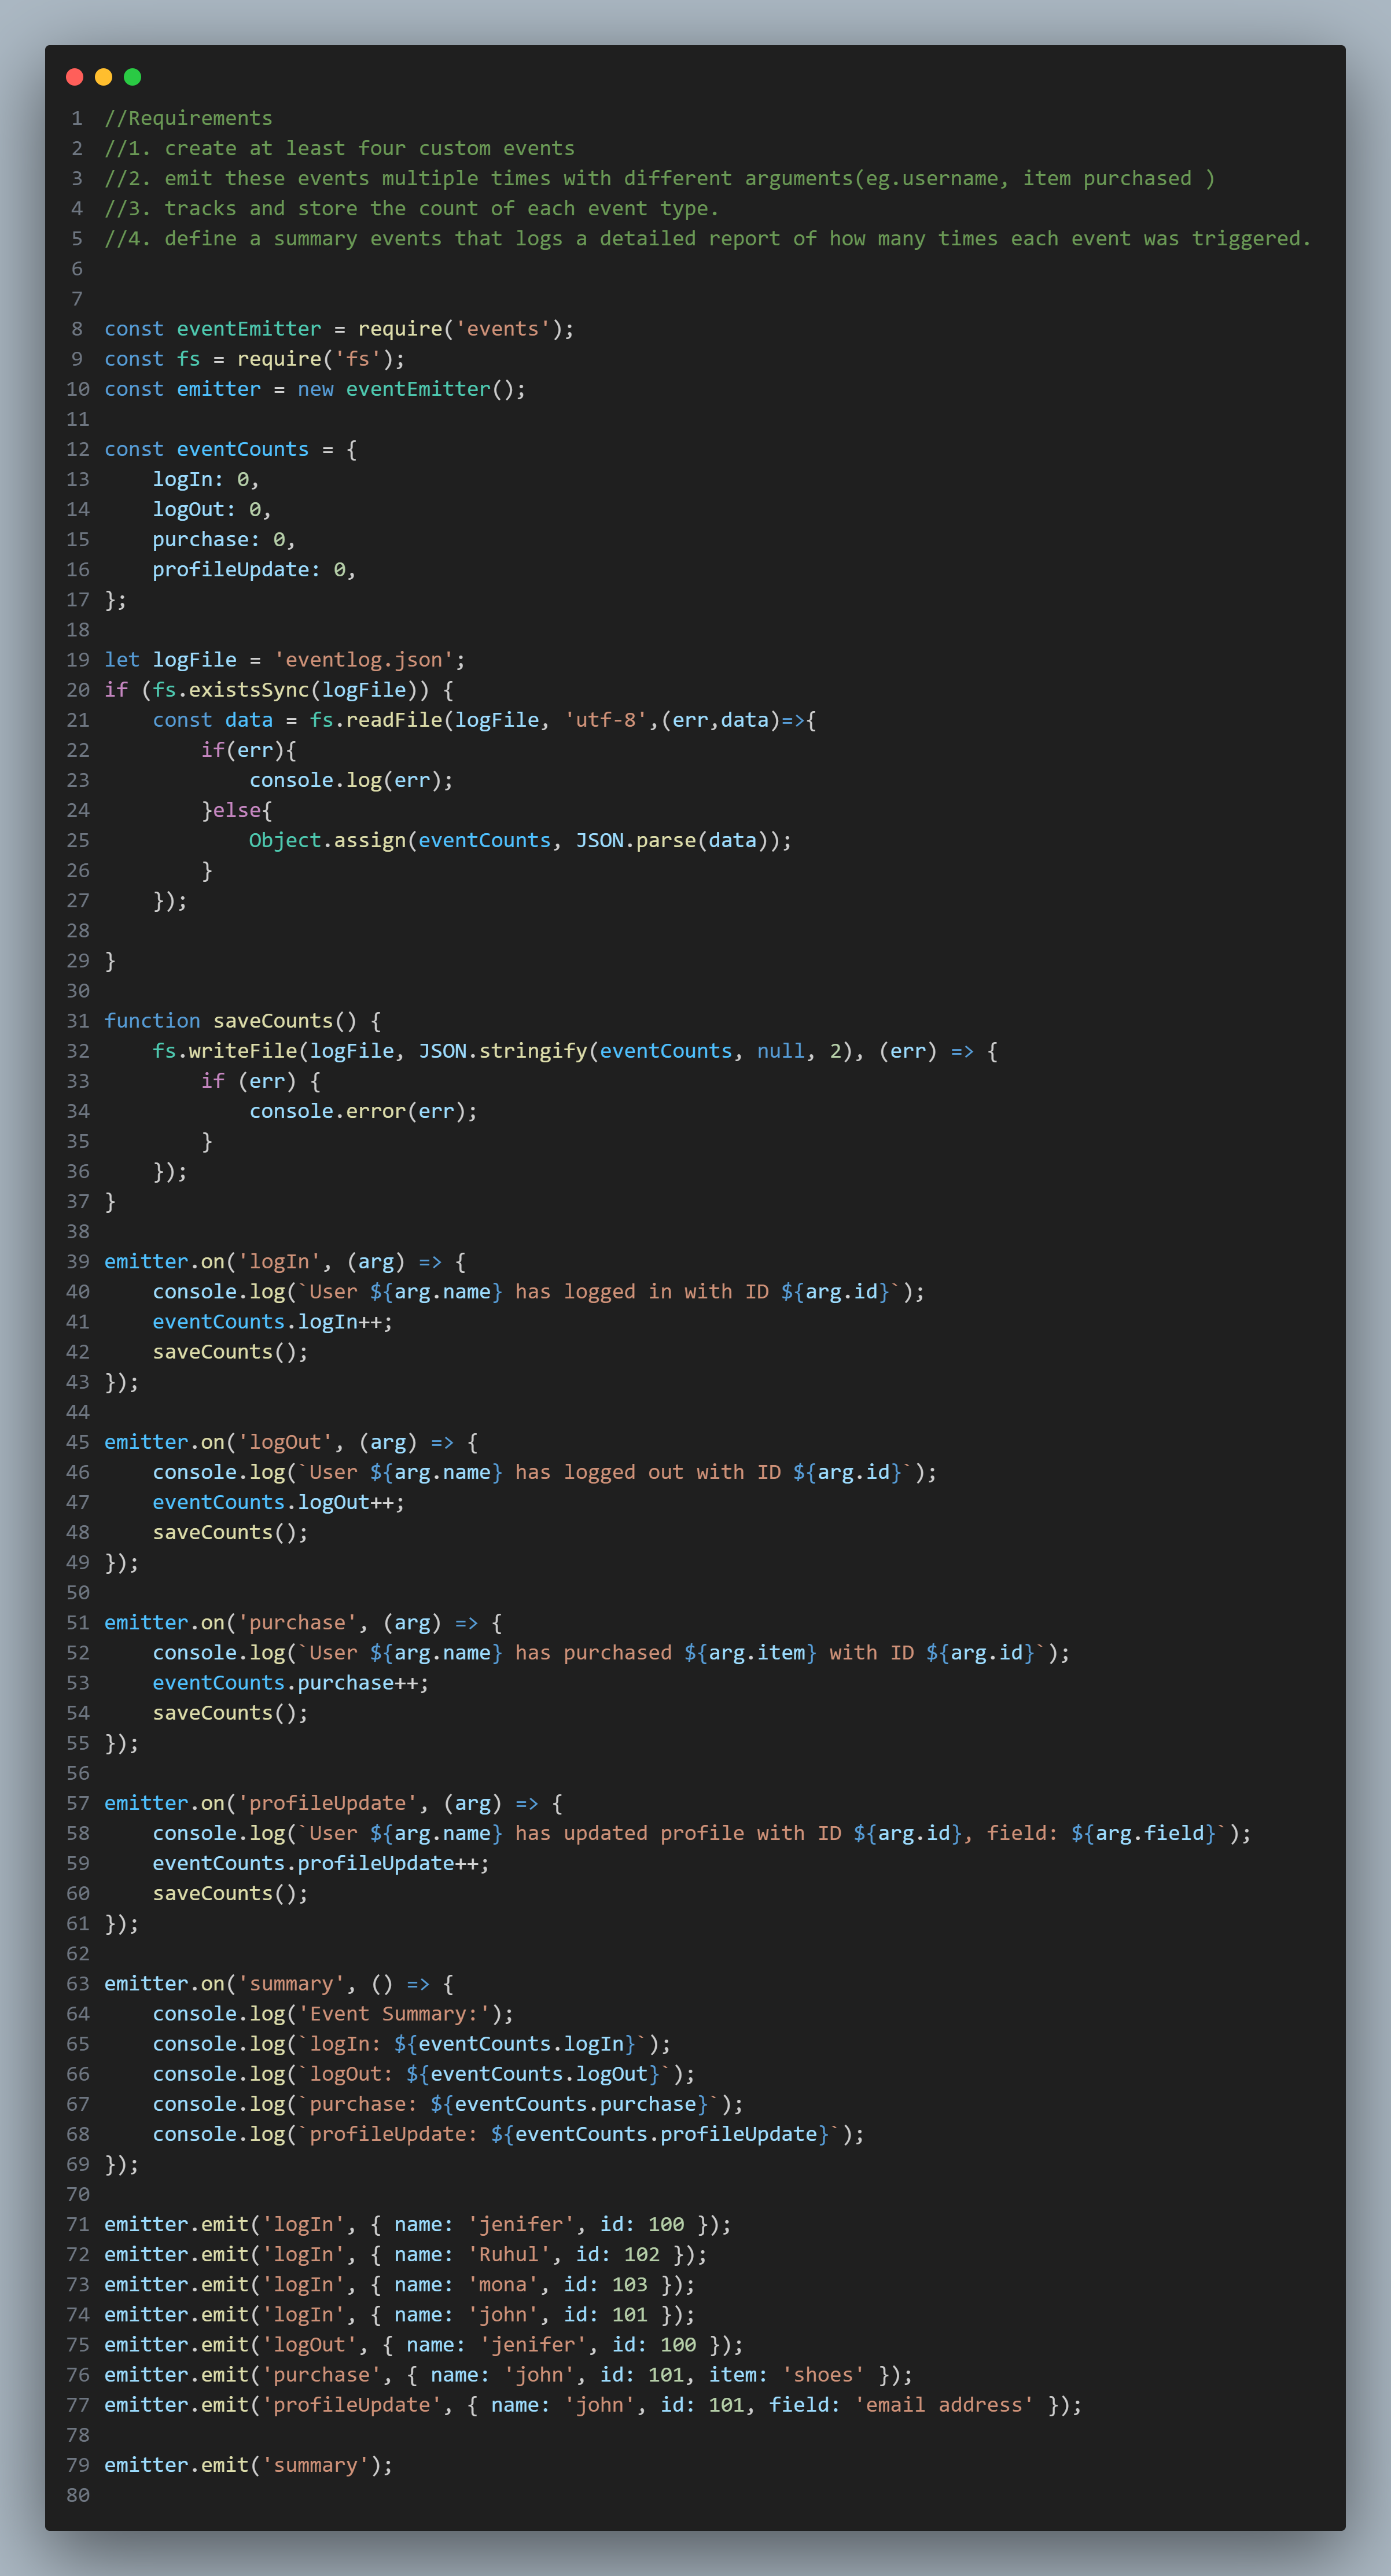 1 //Requirements
2 //1. create at least four custom events
3 //2. emit these events multiple times with different arguments(eg.username, item purchased )
4 //3. tracks and store the count of each event type.
5 //4. define a summary events that logs a detailed report of how many times each event was triggered.
6
7
8 const eventEmitter = require('events');
9 const fs = require('fs');
10 const emitter = new eventEmitter();
11
12 const eventCounts = {
13     logIn: 0,
14     logOut: 0,
15     purchase: 0,
16     profileUpdate: 0,
17 };
18
19 let logFile = 'eventlog.json';
20 if (fs.existsSync(logFile)) {
21     const data = fs.readFile(logFile, 'utf-8',(err,data)=>{
22         if(err){
23             console.log(err);
24         }else{
25             Object.assign(eventCounts, JSON.parse(data));
26         }
27     });
28
29 }
30
31 function saveCounts() {
32     fs.writeFile(logFile, JSON.stringify(eventCounts, null, 2), (err) => {
33         if (err) {
34             console.error(err);
35         }
36     });
37 }
38
39 emitter.on('logIn', (arg) => {
40     console.log(`User ${arg.name} has logged in with ID ${arg.id}`);
41     eventCounts.logIn++;
42     saveCounts();
43 });
44
45 emitter.on('logOut', (arg) => {
46     console.log(`User ${arg.name} has logged out with ID ${arg.id}`);
47     eventCounts.logOut++;
48     saveCounts();
49 });
50
51 emitter.on('purchase', (arg) => {
52     console.log(`User ${arg.name} has purchased ${arg.item} with ID ${arg.id}`);
53     eventCounts.purchase++;
54     saveCounts();
55 });
56
57 emitter.on('profileUpdate', (arg) => {
58     console.log(`User ${arg.name} has updated profile with ID ${arg.id}, field: ${arg.field}`);
59     eventCounts.profileUpdate++;
60     saveCounts();
61 });
62
63 emitter.on('summary', () => {
64     console.log('Event Summary:');
65     console.log(`logIn: ${eventCounts.logIn}`);
66     console.log(`logOut: ${eventCounts.logOut}`);
67     console.log(`purchase: ${eventCounts.purchase}`);
68     console.log(`profileUpdate: ${eventCounts.profileUpdate}`);
69 });
70
71 emitter.emit('logIn', { name: 'jenifer', id: 100 });
72 emitter.emit('logIn', { name: 'Ruhul', id: 102 });
73 emitter.emit('logIn', { name: 'mona', id: 103 });
74 emitter.emit('logIn', { name: 'john', id: 101 });
75 emitter.emit('logOut', { name: 'jenifer', id: 100 });
76 emitter.emit('purchase', { name: 'john', id: 101, item: 'shoes' });
77 emitter.emit('profileUpdate', { name: 'john', id: 101, field: 'email address' });
78
79 emitter.emit('summary');
80